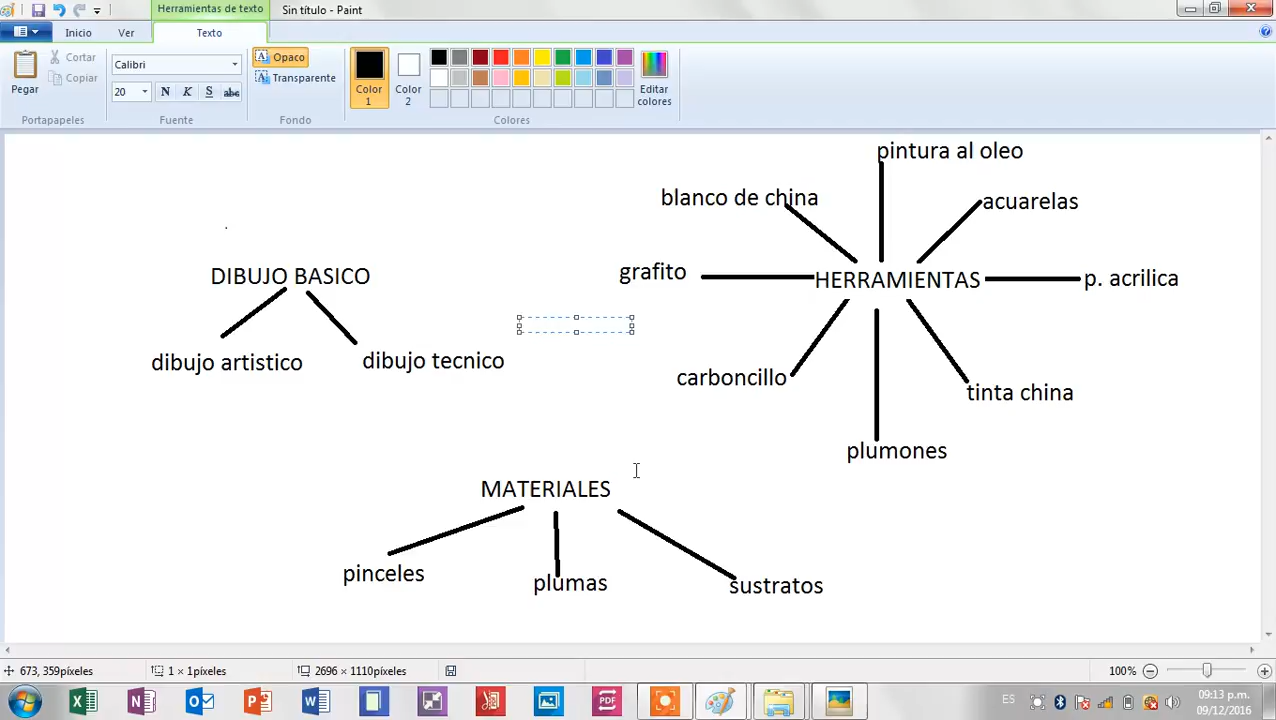 Herramientas de texto
Sin título - Paint
Inicio
Ver
Texto
Pegar
Cortar
Copiar
Portapapeles
Calibri
20
N K S abc
Fuente
Opaco
Transparente
Fondo
Color 1
Color 2
Editar colores
Colores
pintura al oleo
blanco de china
acuarelas
grafito
HERRAMIENTAS
p. acrilica
carboncillo
tinta china
plumones
DIBUJO BASICO
dibujo artistico
dibujo tecnico
MATERIALES
pinceles
plumas
sustratos
673, 359píxeles
1 × 1píxeles
2696 × 1110píxeles
100%
PDF
ES
09:13 p.m.
09/12/2016